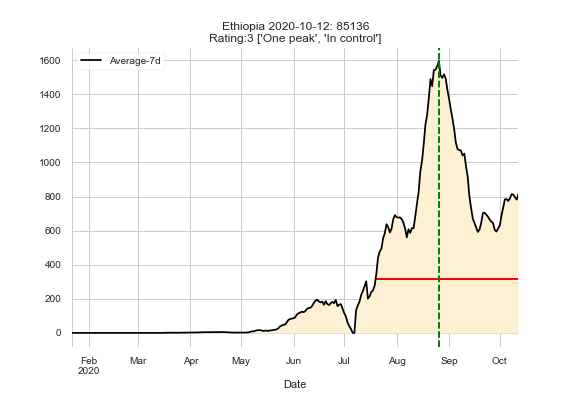 Ethiopia 2020-10-12: 85136
Rating:3 ['One peak', 'In control']
Average-7d
1600
1400
1200
1000
800
600
400
200
0
Feb Mar Apr May Jun Jul Aug Sep Oct
2020
Date